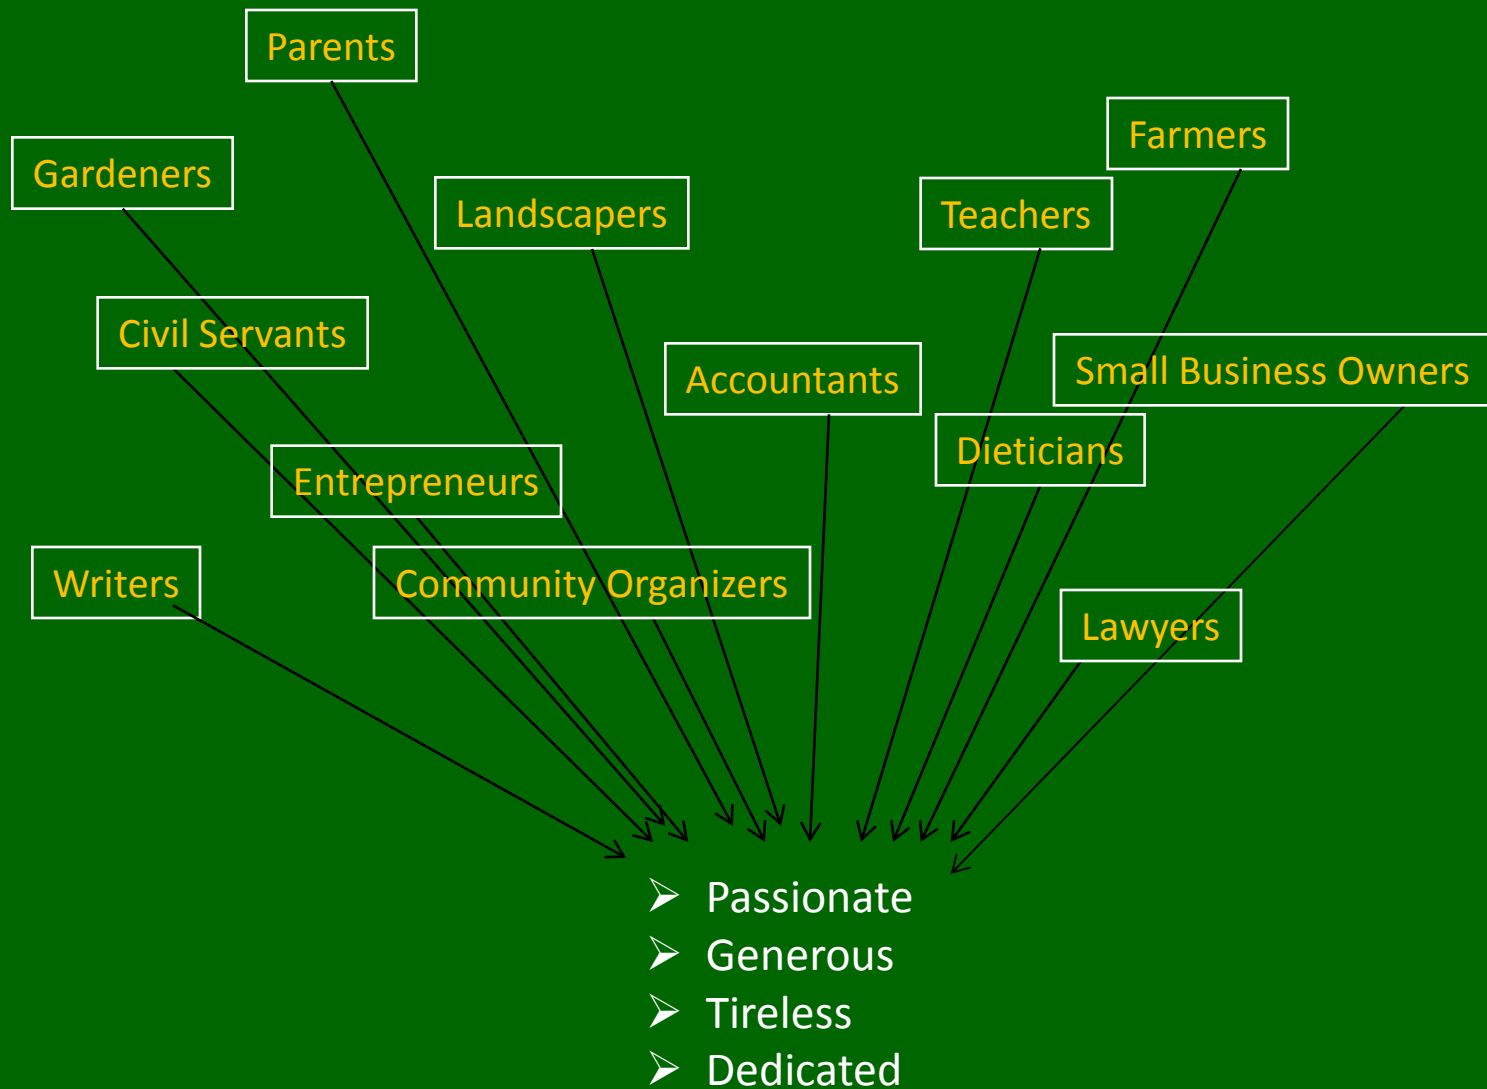 Parents
Farmers
Gardeners
Landscapers
Teachers
Civil Servants
Accountants
Small Business Owners
Dieticians
Entrepreneurs
Writers
Community Organizers
Lawyers
➢ Passionate
➢ Generous
➢ Tireless
➢ Dedicated